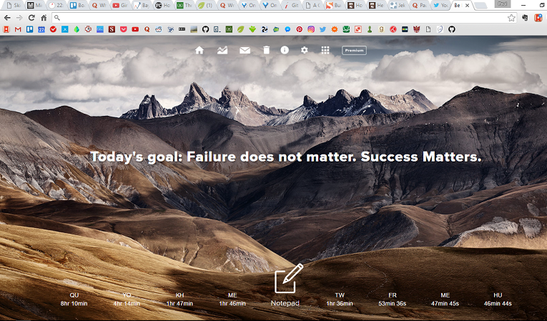 Premium
Today's goal: Failure does not matter. Success Matters.
Notepad
QU
8hr 10min
YO
4hr 14min
KH
1hr 47min
ME
1hr 46min
TW
1hr 36min
FR
53min 36s
ME
47min 45s
HU
46min 44s